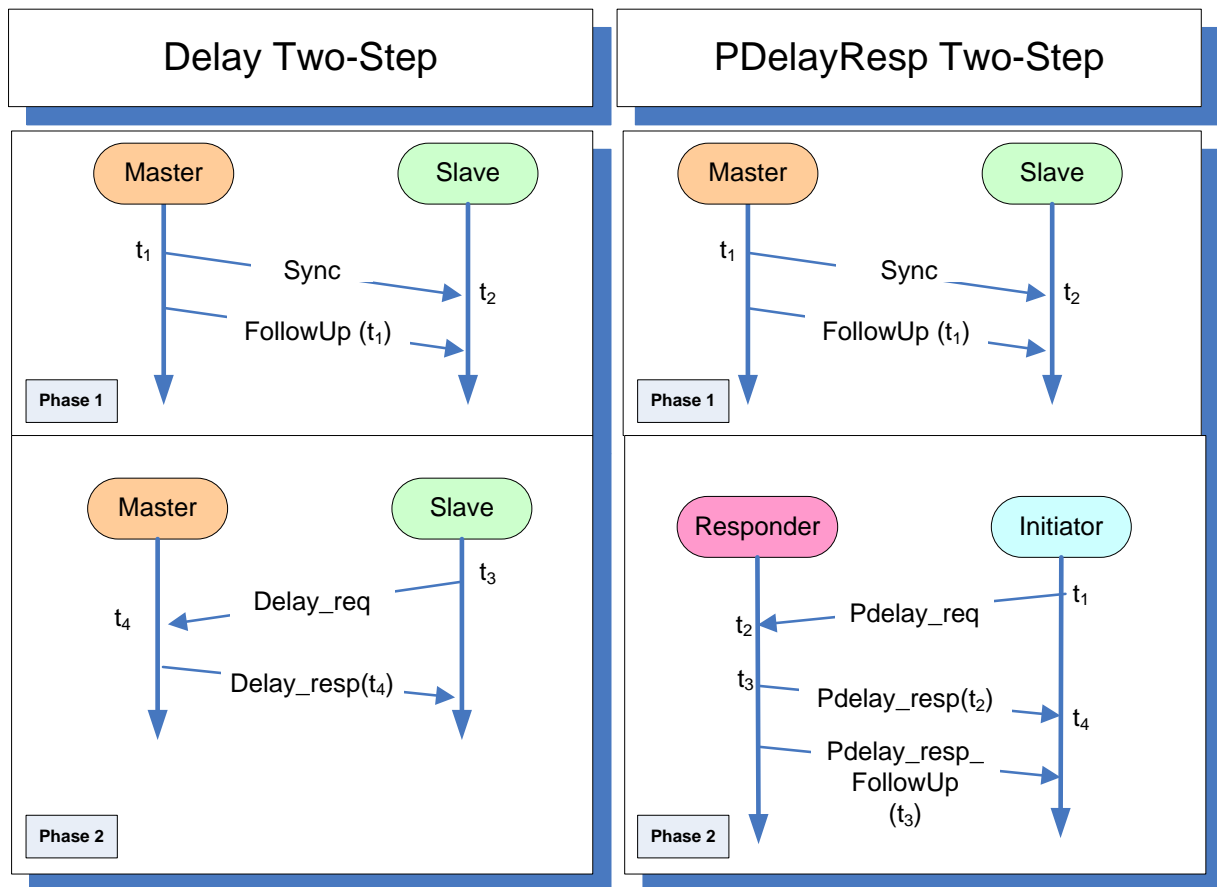 Delay Two-Step
Master
Slave
t₁
Sync
t₂
FollowUp (t₁)
Phase 1
Master
Slave
t₃
Delay_req
t₄
Delay_resp(t₄)
Phase 2
PDelayResp Two-Step
Master
Slave
t₁
Sync
t₂
FollowUp (t₁)
Phase 1
Responder
Initiator
t₁
Pdelay_req
t₂
t₃
Pdelay_resp(t₂)
t₄
Pdelay_resp_
FollowUp
(t₃)
Phase 2